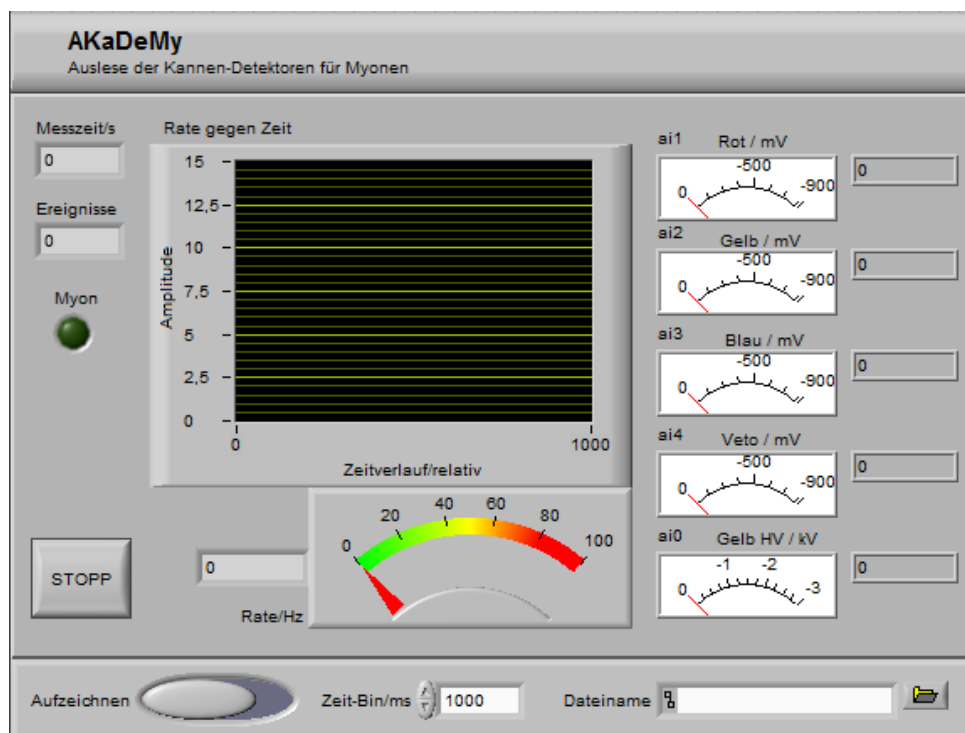 AKaDeMy
Auslese der Kannen-Detektoren für Myonen
Messzeit/s
0
Ereignisse
0
Myon
Rate gegen Zeit
Amplitude
15
12,5
10
7,5
5
2,5
0
0 1000
Zeitverlauf/relativ
ai1 Rot / mV
0 -500 -900
0
ai2 Gelb / mV
0 -500 -900
0
ai3 Blau / mV
0 -500 -900
0
ai4 Veto / mV
0 -500 -900
0
ai0 Gelb HV / kV
0 -1 -2 -3
0
STOPP
0
Rate/Hz
0 20 40 60 80 100
Aufzeichnen
Zeit-Bin/ms 1000
Dateiname